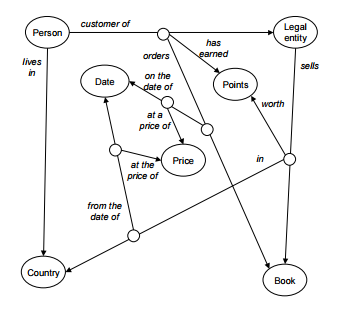 Person
customer of
Legal
entity
lives
in
orders
has
earned
sells
Date
on the
date of
Points
worth
at a
price of
Price
at the
price of
in
from the
date of
Country
Book